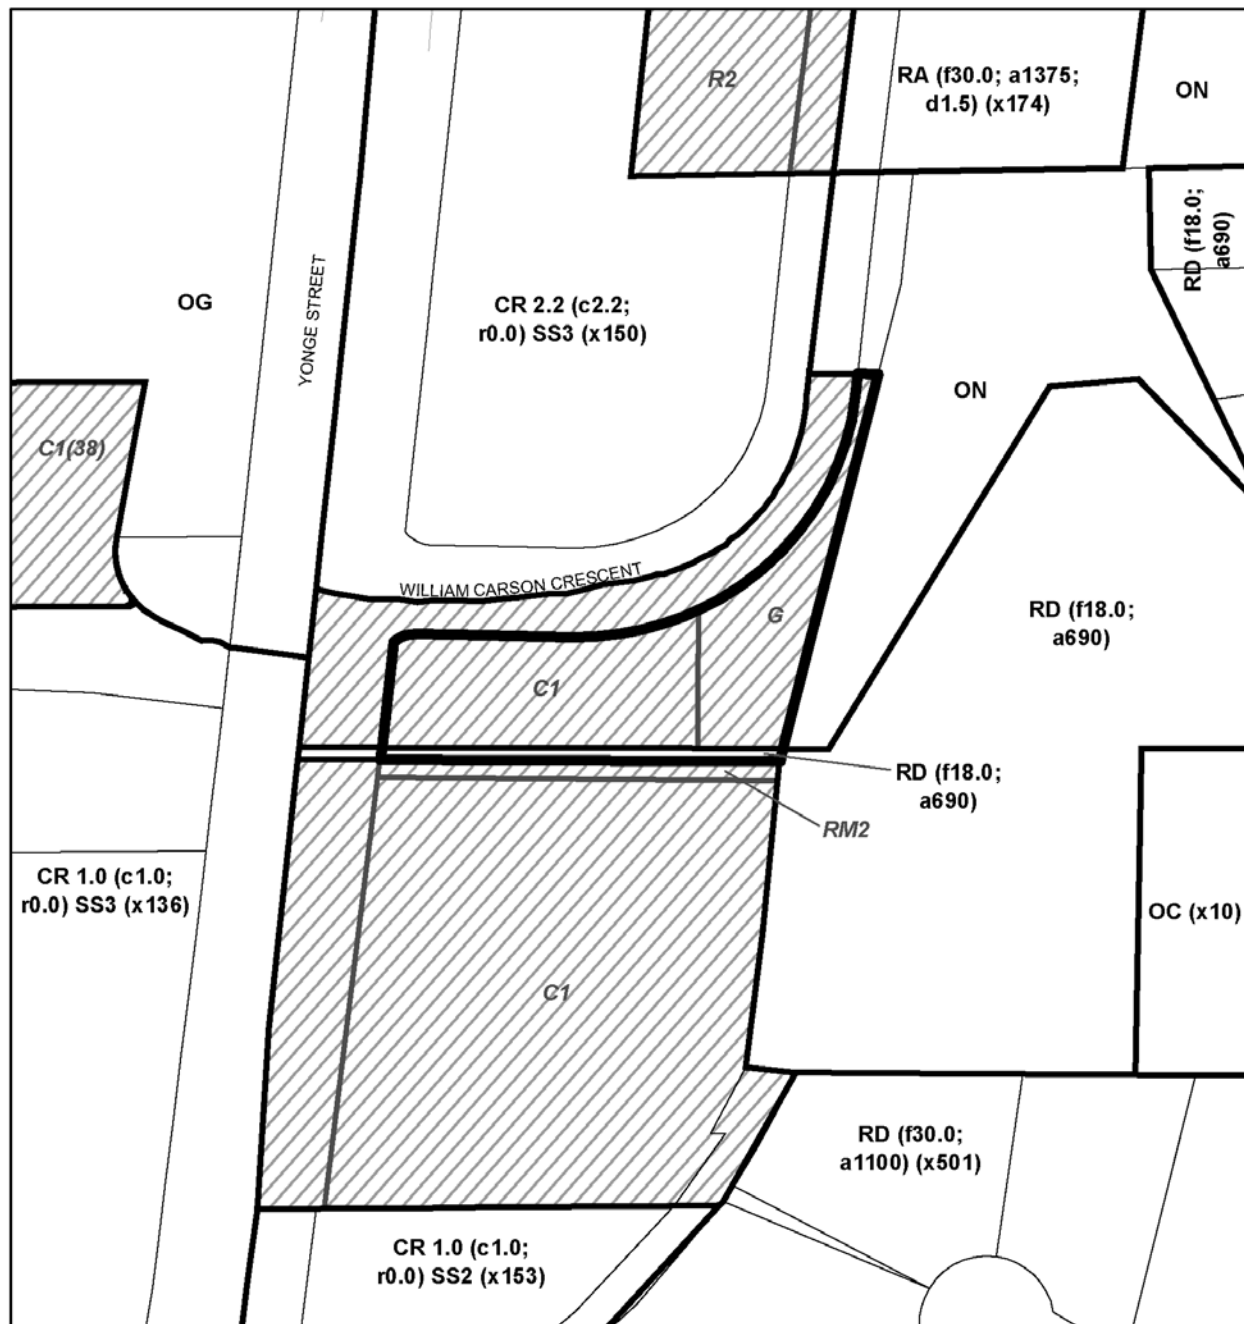 R2
RA (f30.0; a1375;
d1.5) (x174)
ON
RD (f18.0;
a690)
OG
YONGE STREET
CR 2.2 (c2.2;
r0.0) SS3 (x150)
ON
C1(38)
WILLIAM CARSON CRESCENT
G
RD (f18.0;
a690)
C1
RD (f18.0;
a690)
RM2
CR 1.0 (c1.0;
r0.0) SS3 (x136)
OC (x10)
C1
RD (f30.0;
a1100) (x501)
CR 1.0 (c1.0;
r0.0) SS2 (x153)